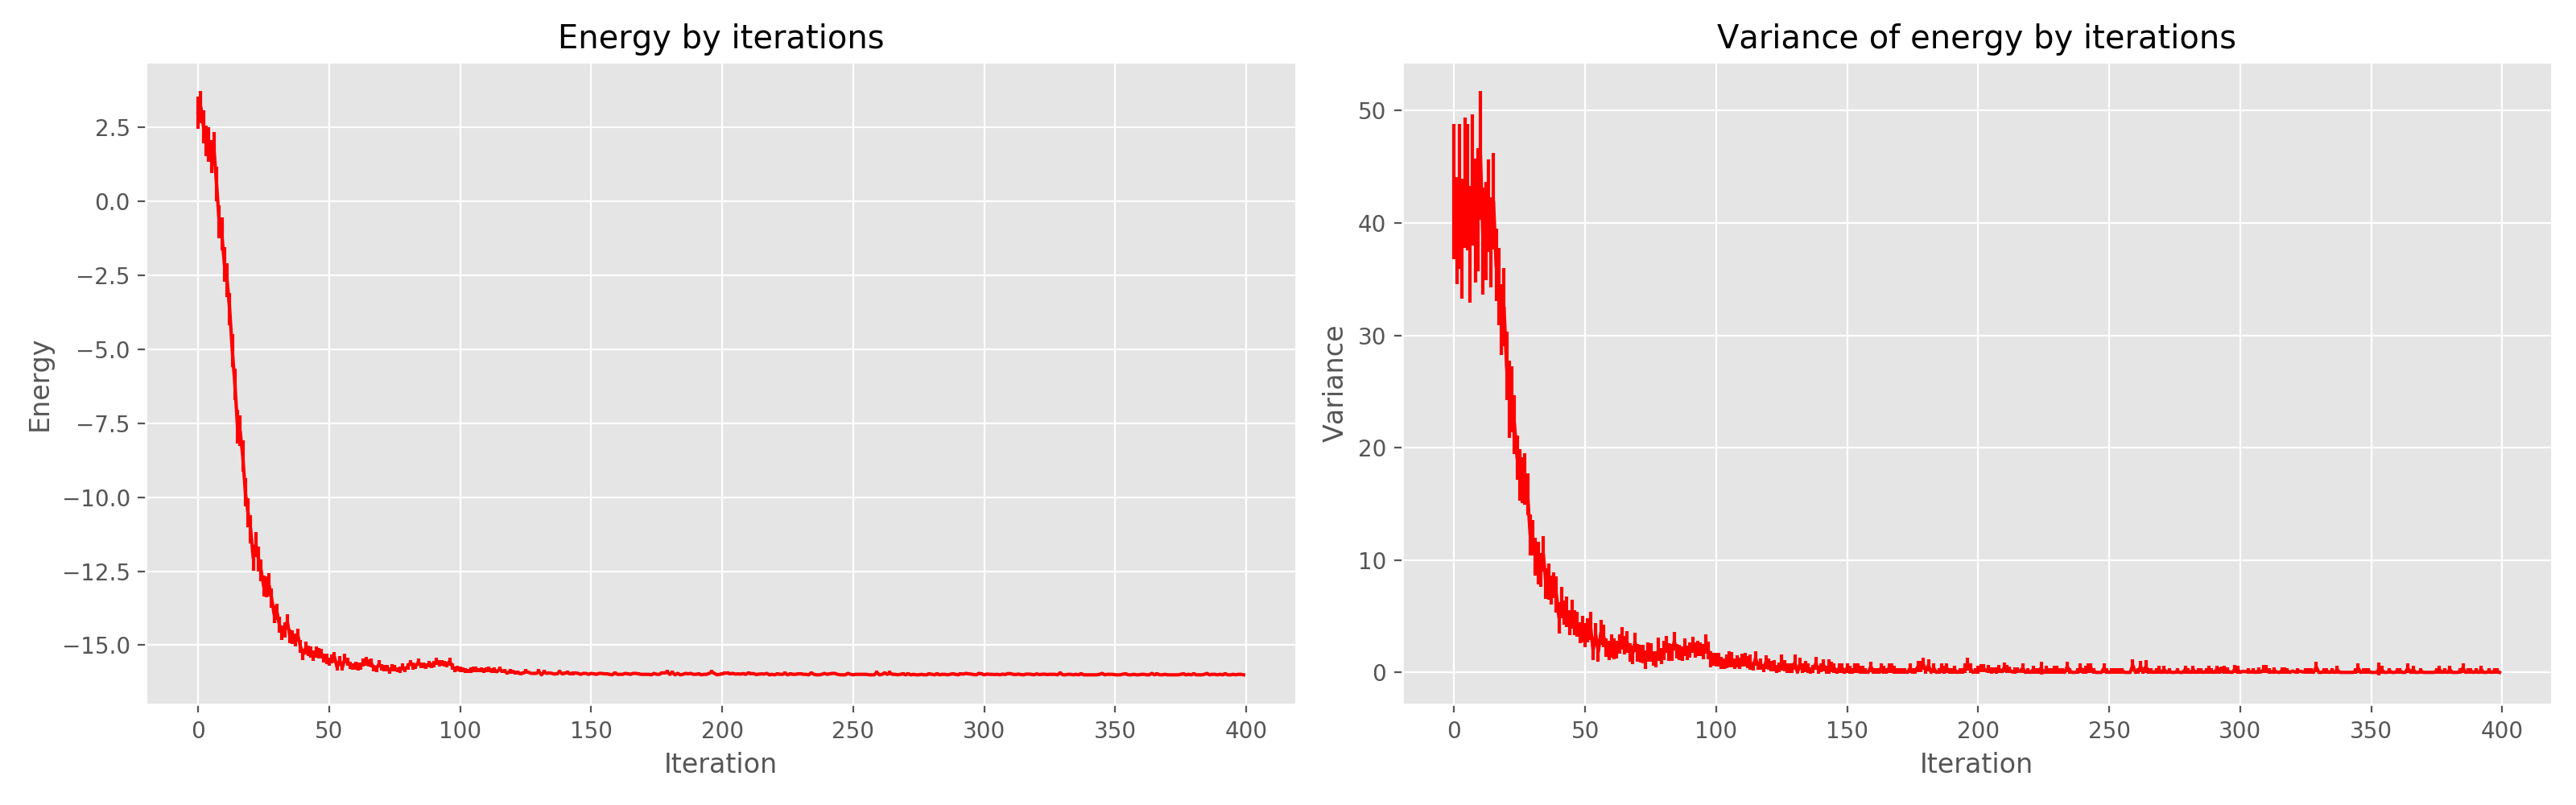 Energy by iterations
2.5
0.0
−2.5
−5.0
−7.5
−10.0
−12.5
−15.0
Energy
0 50 100 150 200 250 300 350 400
Iteration
Variance of energy by iterations
50
40
30
20
10
0
Variance
0 50 100 150 200 250 300 350 400
Iteration